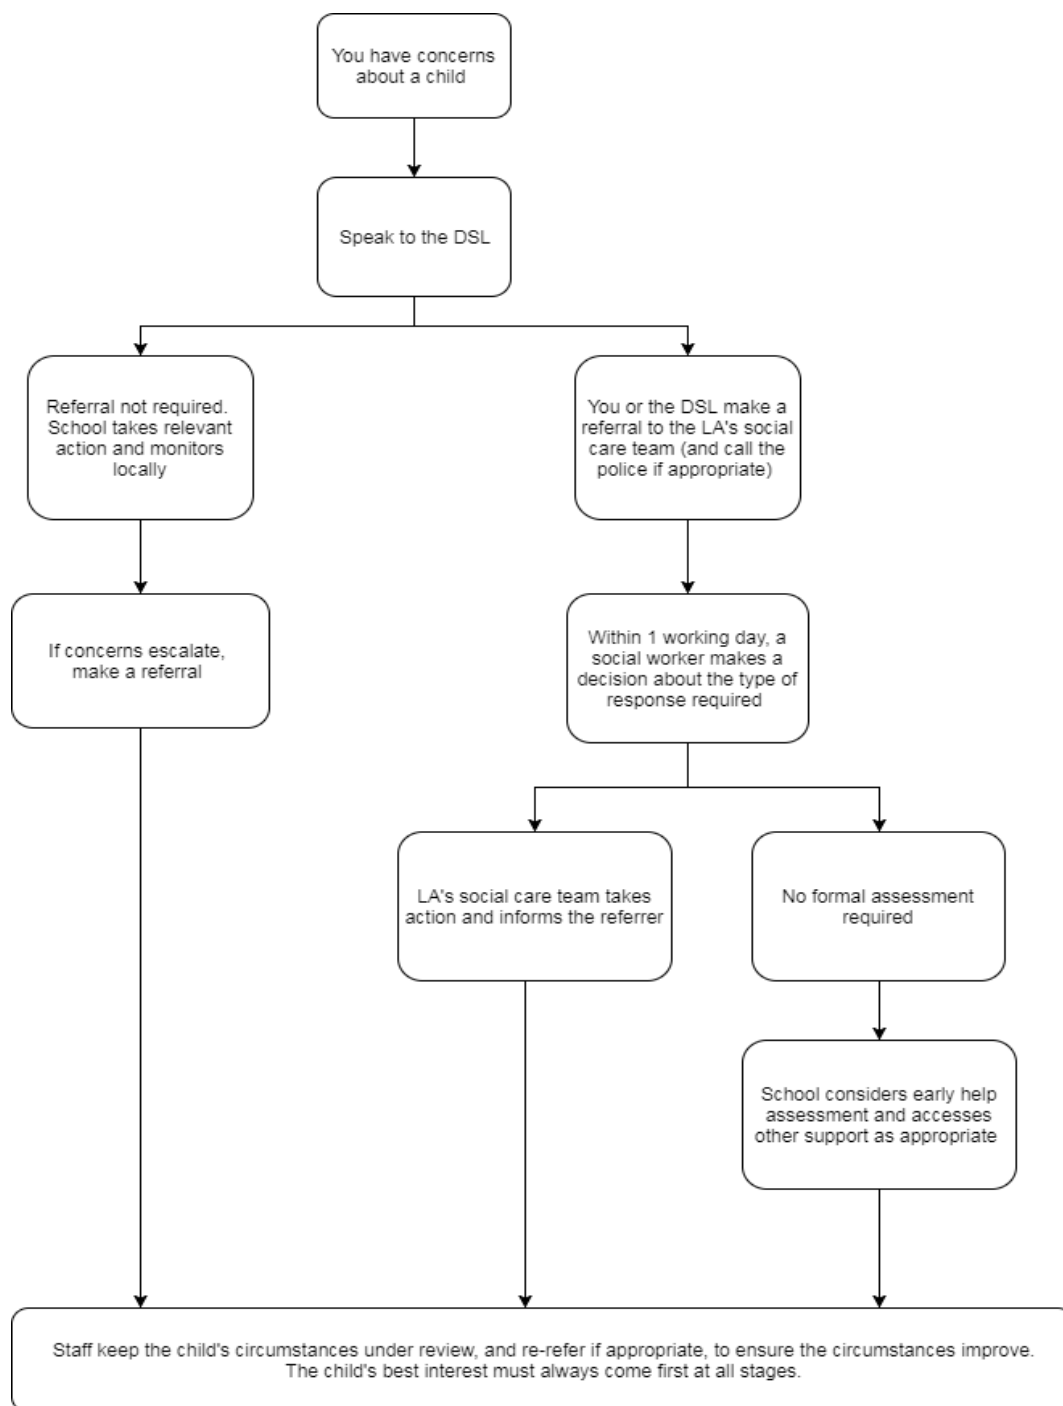 You have concerns
about a child
Speak to the DSL
Referral not required.
School takes relevant
action and monitors
locally
You or the DSL make a
referral to the LA's social
care team (and call the
police if appropriate)
If concerns escalate,
make a referral
Within 1 working day, a
social worker makes a
decision about the type of
response required
LA's social care team takes
action and informs the referrer
No formal assessment
required
School considers early help
assessment and accesses
other support as appropriate
Staff keep the child's circumstances under review, and re-refer if appropriate, to ensure the circumstances improve.
The child's best interest must always come first at all stages.